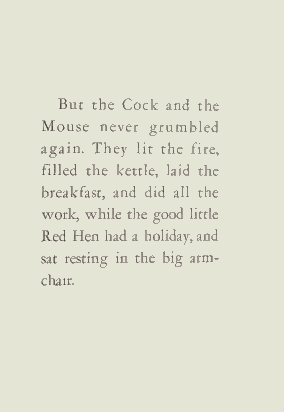 But the Cock and the
Mouse never grumbled
again. They lit the fire,
filled the kettle, laid the
breakfast, and did all the
work, while the good little
Red Hen had a holiday, and
sat resting in the big arm-
chair.